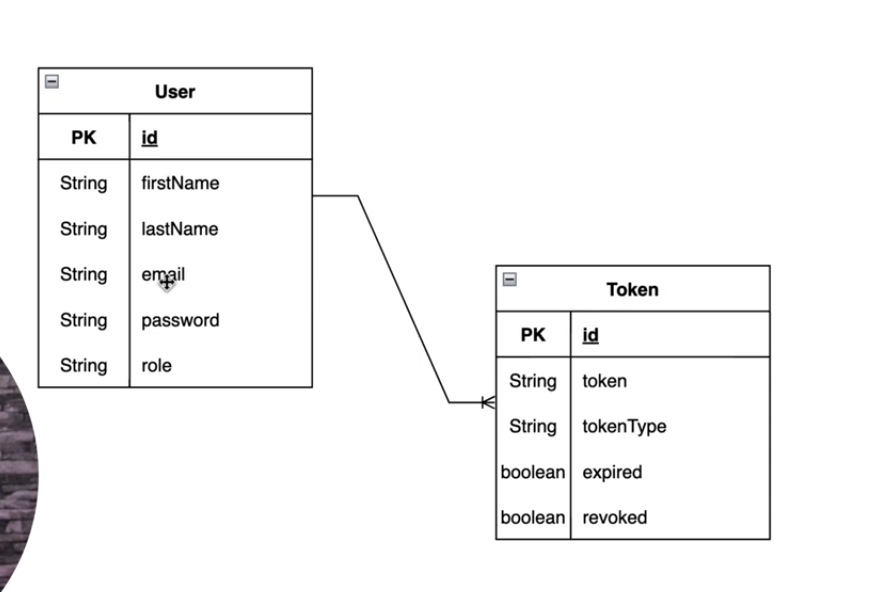 User
PK id
String firstName
String lastName
String email
String password
String role
Token
PK id
String token
String tokenType
boolean expired
boolean revoked